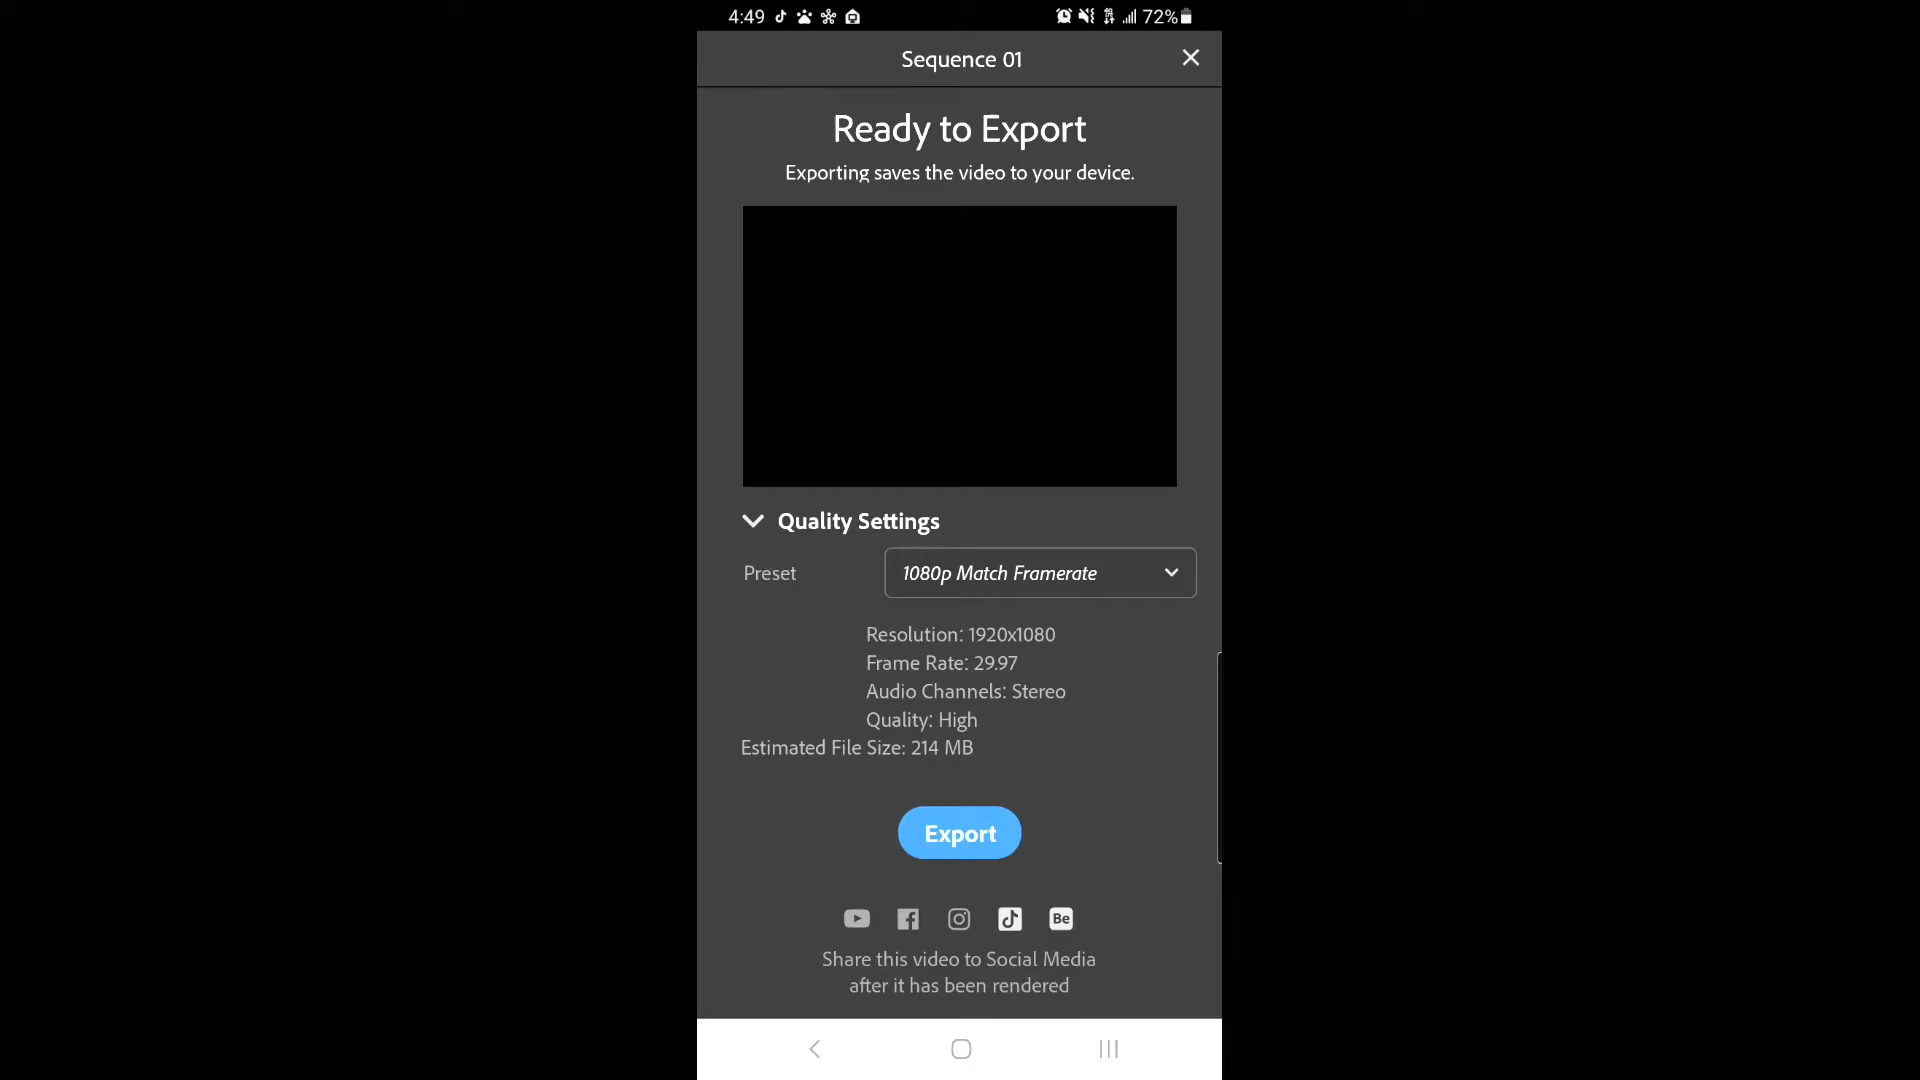 4:49
72%
Sequence 01
Ready to Export
Exporting saves the video to your device.
Quality Settings
Preset
1080p Match Framerate
Resolution: 1920x1080
Frame Rate: 29.97
Audio Channels: Stereo
Quality: High
Estimated File Size: 214 MB
Export
Be
Share this video to Social Media
after it has been rendered